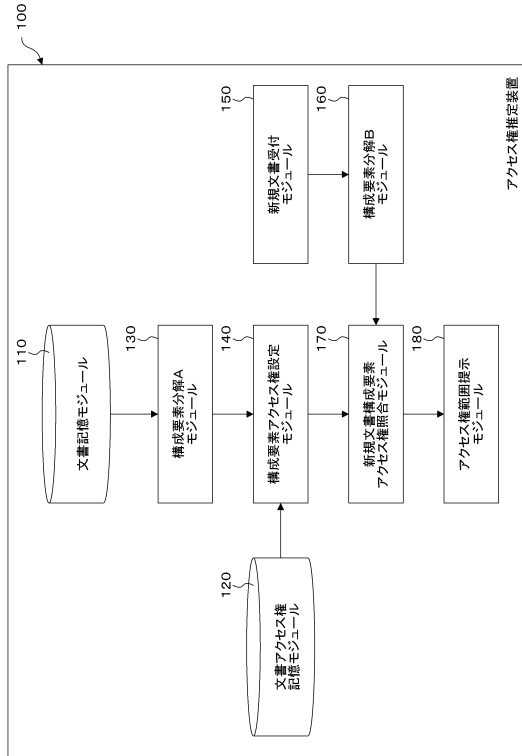 100
110
文書記憶モジュール
120
文書アクセス権
記憶モジュール
130
構成要素分解A
モジュール
140
構成要素アクセス権設定
モジュール
150
新規文書受付
モジュール
160
構成要素分解B
モジュール
170
新規文書構成要素
アクセス権照合モジュール
180
アクセス権範囲提示
モジュール
アクセス権推定装置